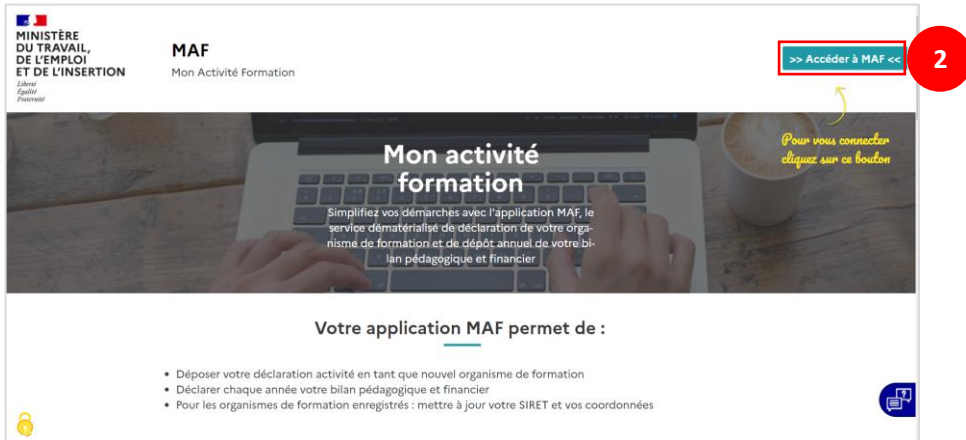 MINISTÈRE
DU TRAVAIL,
DE L'EMPLOI
ET DE L'INSERTION
Liberté
Égalité
Fraternité
MAF
Mon Activité Formation
>> Accéder à MAF <<
2
Pour vous connecter
cliquez sur ce bouton
Mon activité
formation
Simplifiez vos démarches avec l'application MAF, le
service dématérialisé de déclaration de votre orga-
nisme de formation et de dépôt annuel de votre bi-
lan pédagogique et financier
Votre application MAF permet de :
• Déposer votre déclaration activité en tant que nouvel organisme de formation
• Déclarer chaque année votre bilan pédagogique et financier
• Pour les organismes de formation enregistrés : mettre à jour votre SIRET et vos coordonnées